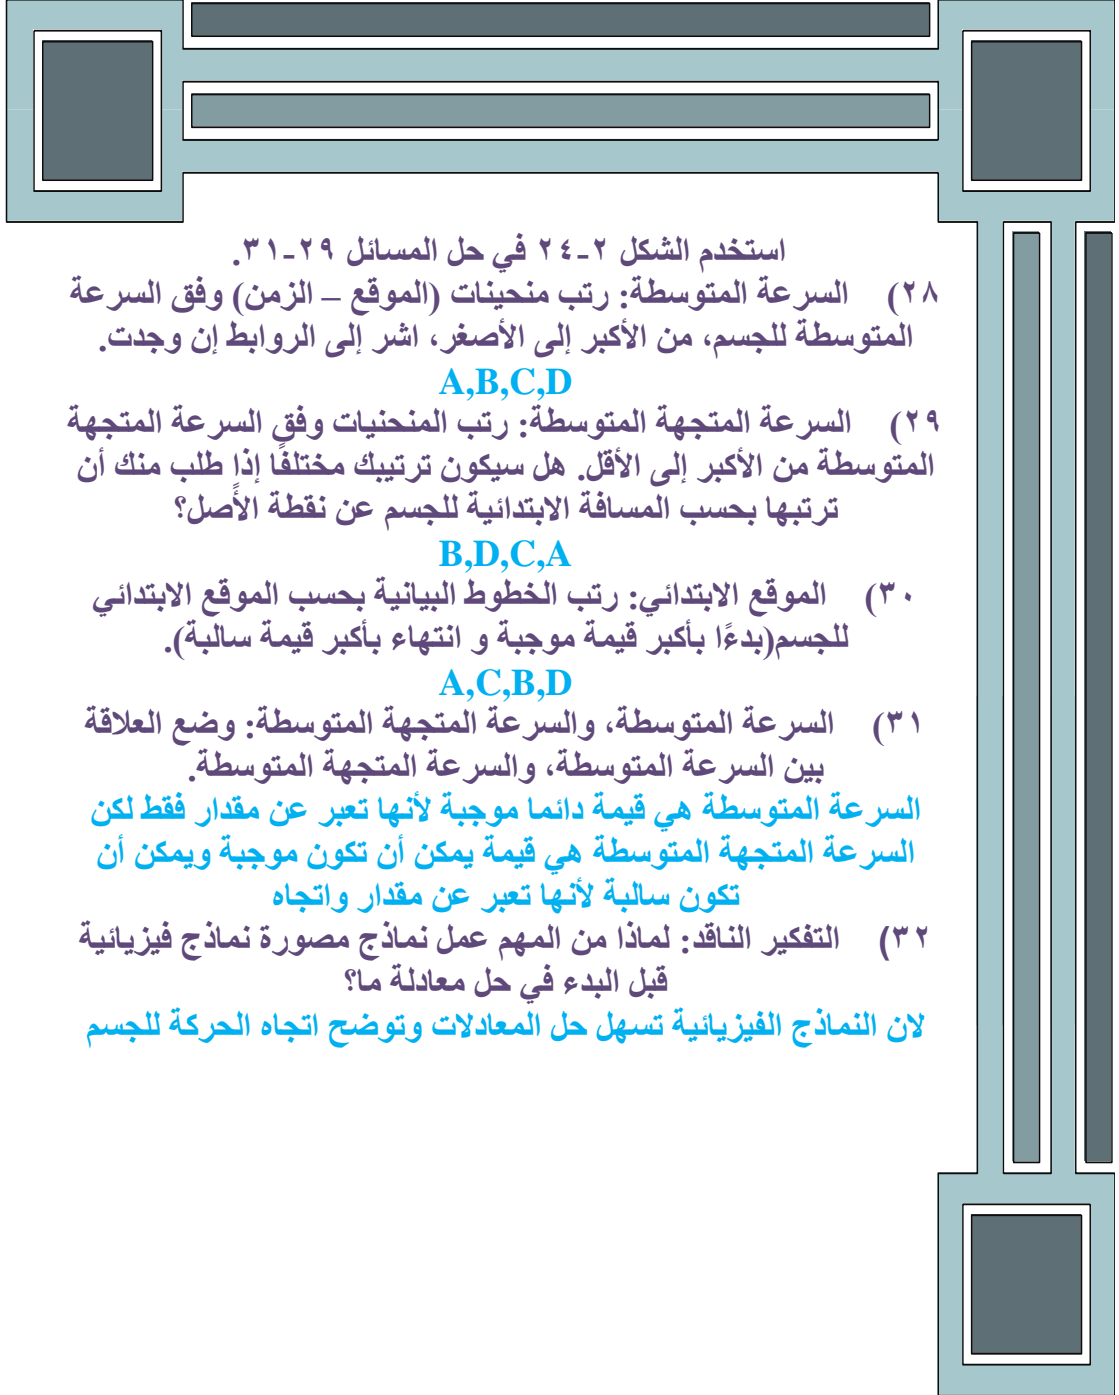 استخدم الشكل ٢-٢٤ في حل المسائل ٢٩-٣١.
٢٨) السرعة المتوسطة: رتب منحينات (الموقع – الزمن) وفق السرعة
المتوسطة للجسم، من الأكبر إلى الأصغر، اشر إلى الروابط إن وجدت.
A,B,C,D
٢٩) السرعة المتجهة المتوسطة: رتب المنحنيات وفق السرعة المتجهة
المتوسطة من الأكبر إلى الأقل. هل سيكون ترتيبك مختلفًا إذا طلب منك أن
ترتبها بحسب المسافة الابتدائية للجسم عن نقطة الأصل؟
B,D,C,A
٣٠) الموقع الابتدائي: رتب الخطوط البيانية بحسب الموقع الابتدائي
للجسم(بدءًا بأكبر قيمة موجبة و انتهاء بأكبر قيمة سالبة).
A,C,B,D
٣١) السرعة المتوسطة، والسرعة المتجهة المتوسطة: وضع العلاقة
بين السرعة المتوسطة، والسرعة المتجهة المتوسطة.
السرعة المتوسطة هي قيمة دائما موجبة لأنها تعبر عن مقدار فقط لكن
السرعة المتجهة المتوسطة هي قيمة يمكن أن تكون موجبة ويمكن أن
تكون سالبة لأنها تعبر عن مقدار واتجاه
٣٢) التفكير الناقد: لماذا من المهم عمل نماذج مصورة نماذج فيزيائية
قبل البدء في حل معادلة ما؟
لان النماذج الفيزيائية تسهل حل المعادلات وتوضح اتجاه الحركة للجسم